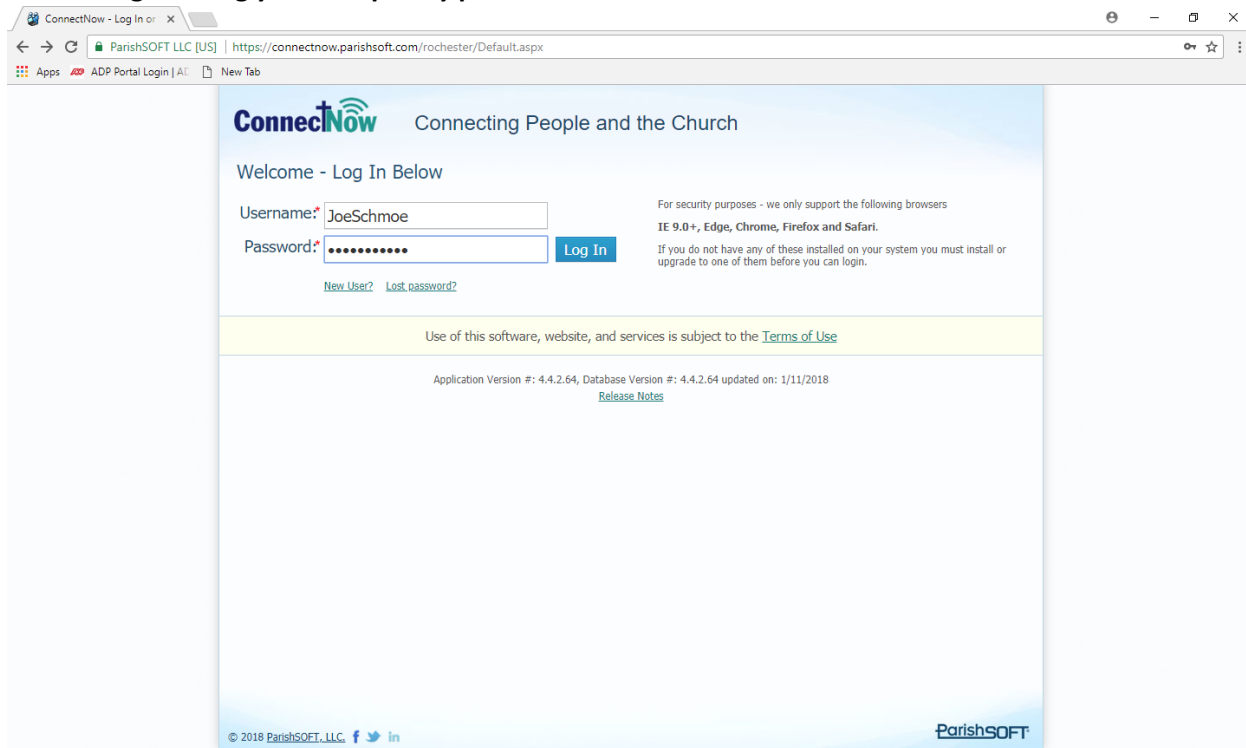 ConnectNow - Log In or
ParishSOFT LLC [US] | https://connectnow.parishsoft.com/rochester/Default.aspx
Apps ADP Portal Login | AD New Tab
ConnectNow Connecting People and the Church
Welcome - Log In Below
Username:* JoeSchmoe
Password:* ●●●●●●●●●●● Log In
New User? Lost password?
For security purposes - we only support the following browsers
IE 9.0+, Edge, Chrome, Firefox and Safari.
If you do not have any of these installed on your system you must install or
upgrade to one of them before you can login.
Use of this software, website, and services is subject to the Terms of Use
Application Version #: 4.4.2.64, Database Version #: 4.4.2.64 updated on: 1/11/2018
Release Notes
© 2018 ParishSOFT, LLC. f in
ParishSOFT